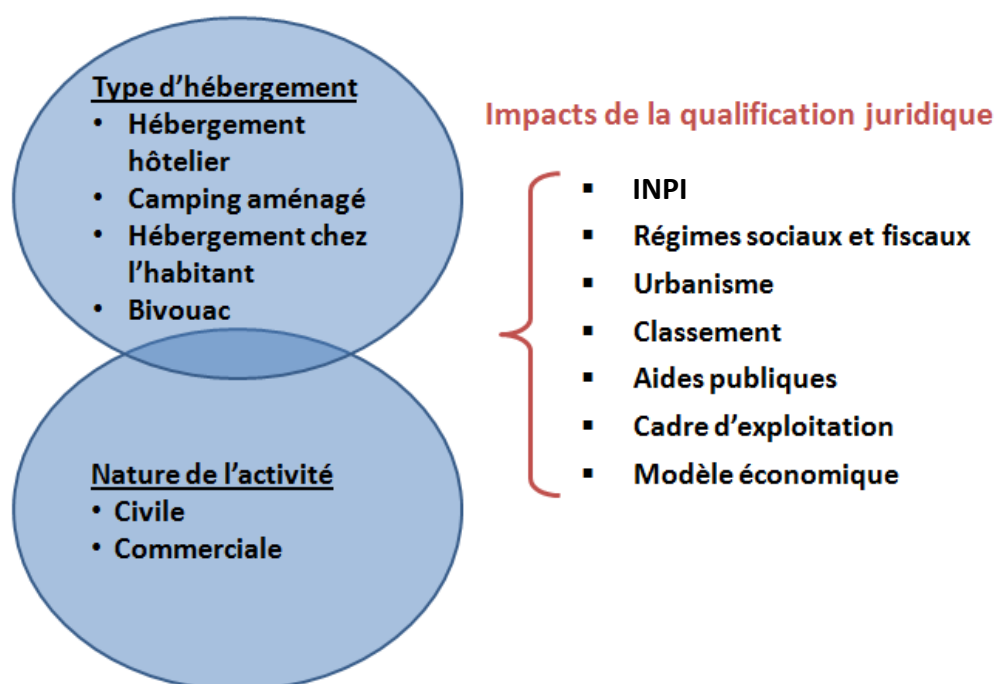 Type d'hébergement
• Hébergement
hôtelier
• Camping aménagé
• Hébergement chez
l'habitant
• Bivouac
Nature de l'activité
• Civile
• Commerciale
Impacts de la qualification juridique
▪ INPI
▪ Régimes sociaux et fiscaux
▪ Urbanisme
▪ Classement
▪ Aides publiques
▪ Cadre d'exploitation
▪ Modèle économique